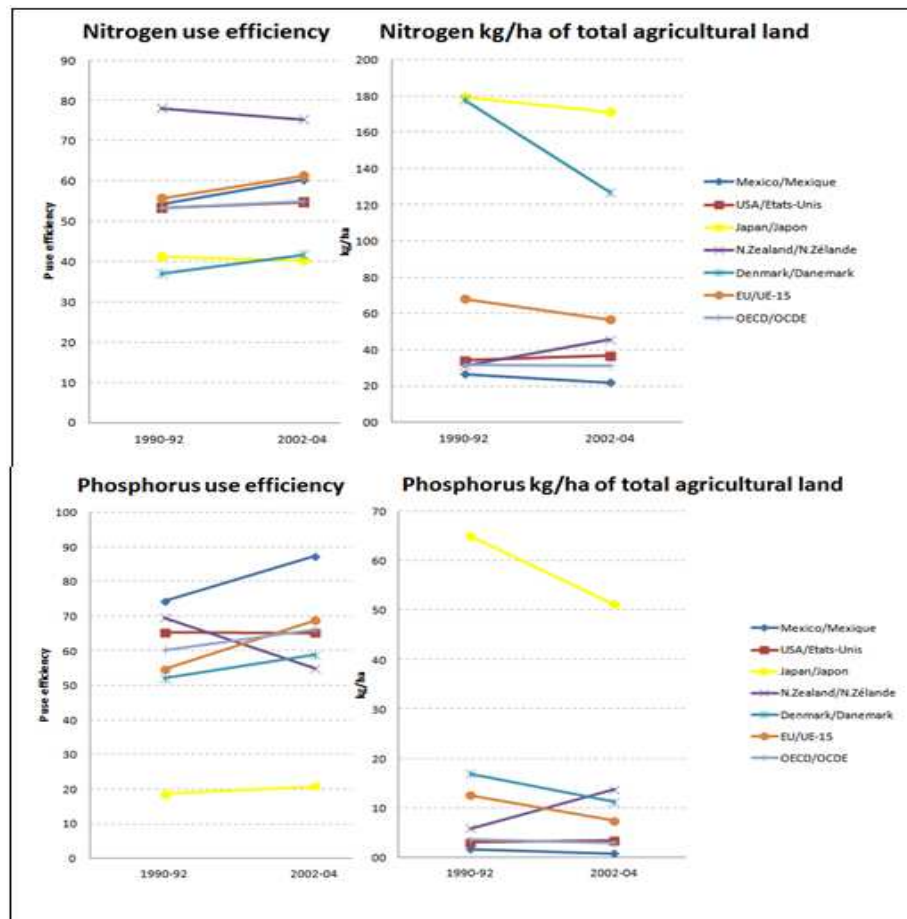 Nitrogen use efficiency
90
80
70
60
50
40
30
20
10
0
P use efficiency
1990-92
2002-04
Nitrogen kg/ha of total agricultural land
200
180
160
140
120
100
80
60
40
20
00
kg/ha
1990-92
2002-04
Mexico/Mexique
USA/Etats-Unis
Japan/Japon
N.Zealand/N.Zélande
Denmark/Danemark
EU/UE-15
OECD/OCDE
Phosphorus use efficiency
100
90
80
70
60
50
40
30
20
10
0
P use efficiency
1990-92
2002-04
Phosphorus kg/ha of total agricultural land
70
60
50
40
30
20
10
00
kg/ha
1990-92
2002-04
Mexico/Mexique
USA/Etats-Unis
Japan/Japon
N.Zealand/N.Zélande
Denmark/Danemark
EU/UE-15
OECD/OCDE